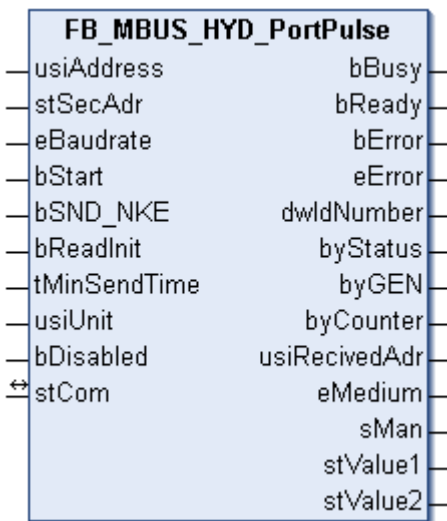 FB_MBUS_HYD_PortPulse
usiAddress bBusy
stSecAdr bReady
eBaudrate bError
bStart eError
bSND_NKE dwIdNumber
bReadInit byStatus
tMinSendTime byGEN
usiUnit byCounter
bDisabled usiRecivedAdr
stCom eMedium
sMan
stValue1
stValue2